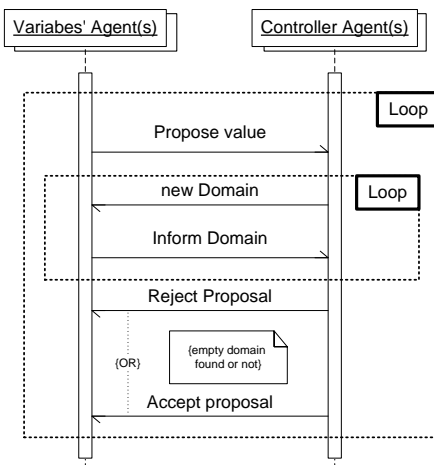 Variabes' Agent(s)
Controller Agent(s)
Loop
Propose value
new Domain
Loop
Inform Domain
Reject Proposal
{OR}
{empty domain
found or not}
Accept proposal